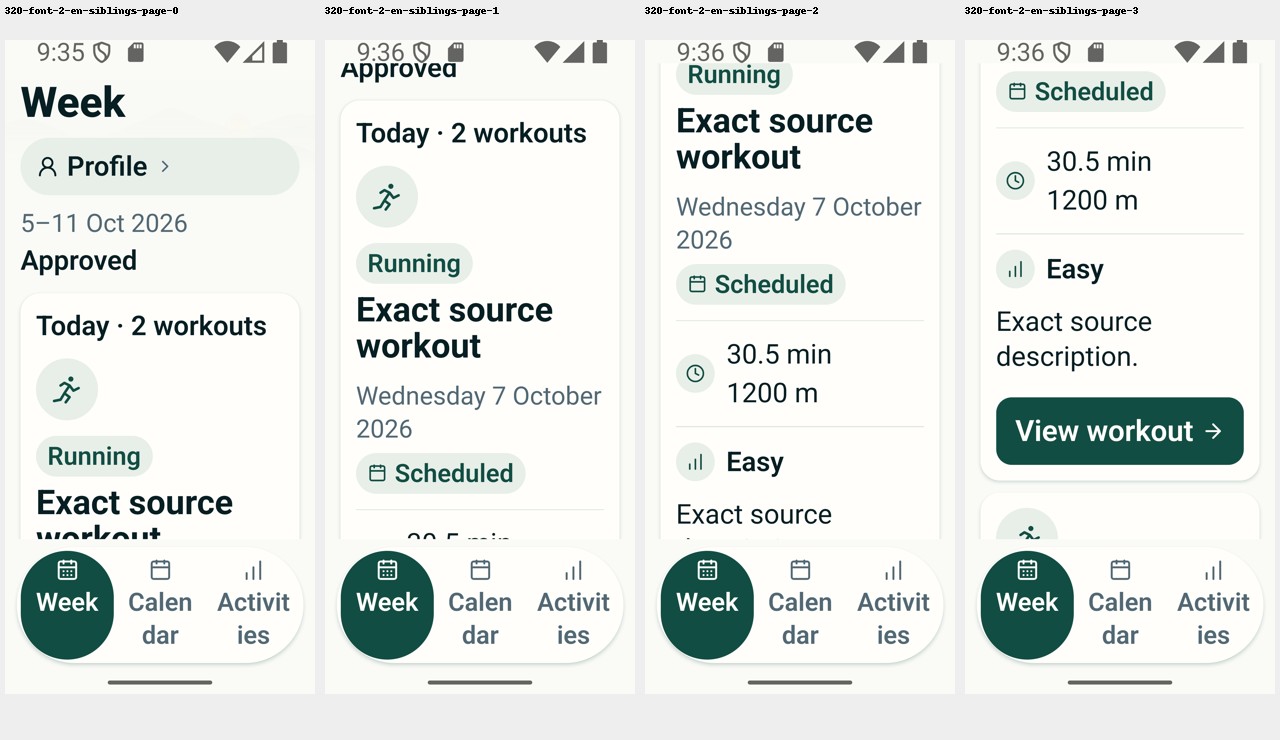 320-font-2-en-siblings-page-0
9:35
Week
Profile
5–11 Oct 2026
Approved
Today · 2 workouts
Running
Exact source
workout
Week
Calen
dar
Activit
ies
320-font-2-en-siblings-page-1
9:36
Approved
Today · 2 workouts
Running
Exact source
workout
Wednesday 7 October
2026
Scheduled
30.5 min
Week
Calen
dar
Activit
ies
320-font-2-en-siblings-page-2
9:36
Running
Exact source
workout
Wednesday 7 October
2026
Scheduled
30.5 min
1200 m
Easy
Exact source
Week
Calen
dar
Activit
ies
320-font-2-en-siblings-page-3
9:36
Scheduled
30.5 min
1200 m
Easy
Exact source
description.
View workout
Week
Calen
dar
Activit
ies